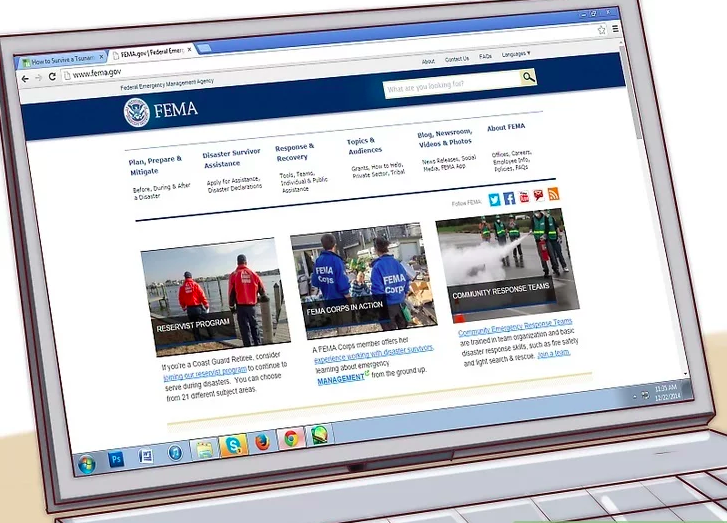 How to Survive a Tsunam
FEMA.gov | Federal Emerg
www.fema.gov
Federal Emergency Management Agency
About Contact Us FAQs Languages
What are you looking for?
FEMA
Plan, Prepare &
Mitigate
Before, During & After
a Disaster
Disaster Survivor
Assistance
Apply for Assistance,
Disaster Declarations
Response &
Recovery
Tools, Teams,
Individual & Public
Assistance
Topics &
Audiences
Grants, How to Help,
Private Sector, Tribal
Blog, Newsroom,
Videos & Photos
News Releases, Social
Media, FEMA App
About FEMA
Offices, Careers,
Employee Info,
Policies, FAQs
Follow FEMA:
RESERVIST PROGRAM
If you're a Coast Guard Retiree, consider
joining our reservist program to continue to
serve during disasters. You can choose
from 21 different subject areas.
FEMA
Corps
FEMA
Corps
FEMA CORPS IN ACTION
A FEMA Corps member offers her
experience working with disaster survivors,
learning about emergency
MANAGEMENT from the ground up.
COMMUNITY RESPONSE TEAMS
Community Emergency Response Teams
are trained in team organization and basic
disaster response skills, such as fire safety
and light search & rescue. Join a team.
Ps
W
S
11:35 AM
12/22/2014